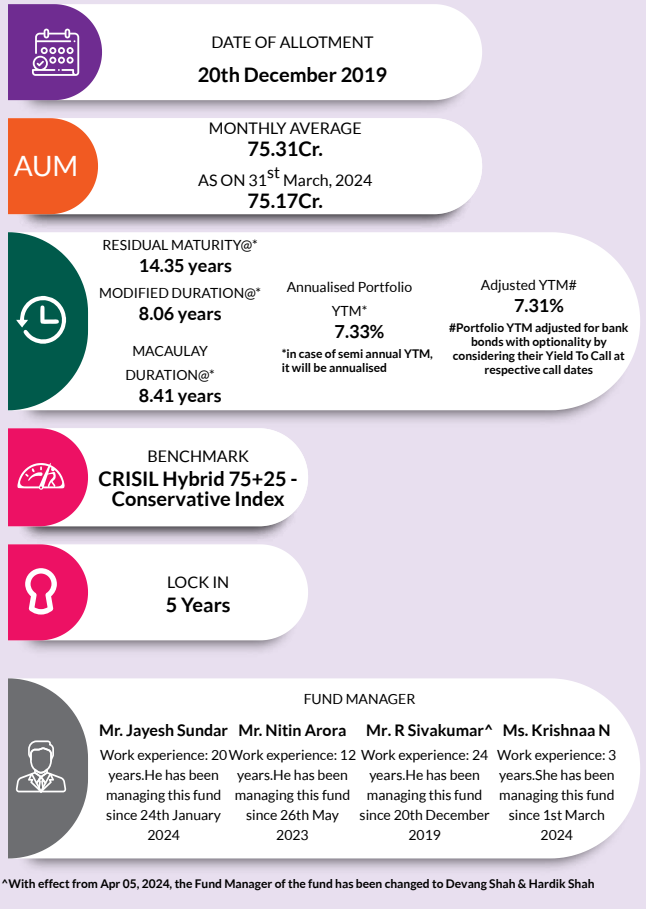 DATE OF ALLOTMENT
20th December 2019
AUM
MONTHLY AVERAGE
75.31Cr.
AS ON 31st March, 2024
75.17Cr.
RESIDUAL MATURITY@*
14.35 years
MODIFIED DURATION@*
8.06 years
MACAULAY
DURATION@*
8.41 years
Annualised Portfolio
YTM*
7.33%
*in case of semi annual YTM,
it will be annualised
Adjusted YTM#
7.31%
#Portfolio YTM adjusted for bank
bonds with optionality by
considering their Yield To Call at
respective call dates
BENCHMARK
CRISIL Hybrid 75+25 -
Conservative Index
LOCK IN
5 Years
FUND MANAGER
Mr. Jayesh Sundar
Work experience: 20
years.He has been
managing this fund
since 24th January
2024
Mr. Nitin Arora
Work experience: 12
years.He has been
managing this fund
since 26th May
2023
Mr. R Sivakumar^
Work experience: 24
years.He has been
managing this fund
since 20th December
2019
Ms. Krishnaa N
Work experience: 3
years.She has been
managing this fund
since 1st March
2024
^With effect from Apr 05, 2024, the Fund Manager of the fund has been changed to Devang Shah & Hardik Shah